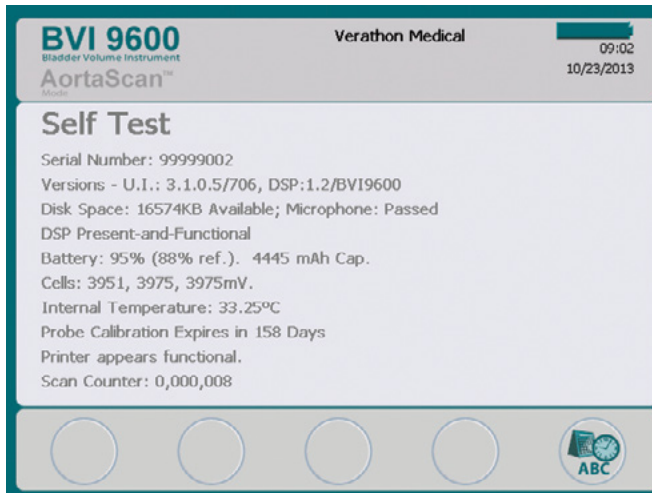 BVI 9600
Bladder Volume Instrument
AortaScan™
Mode
Verathon Medical
09:02
10/23/2013
Self Test
Serial Number: 99999002
Versions - U.I.: 3.1.0.5/706, DSP:1.2/BVI9600
Disk Space: 16574KB Available; Microphone: Passed
DSP Present-and-Functional
Battery: 95% (88% ref.).  4445 mAh Cap.
Cells: 3951, 3975, 3975mV.
Internal Temperature: 33.25ºC
Probe Calibration Expires in 158 Days
Printer appears functional.
Scan Counter: 0,000,008
ABC